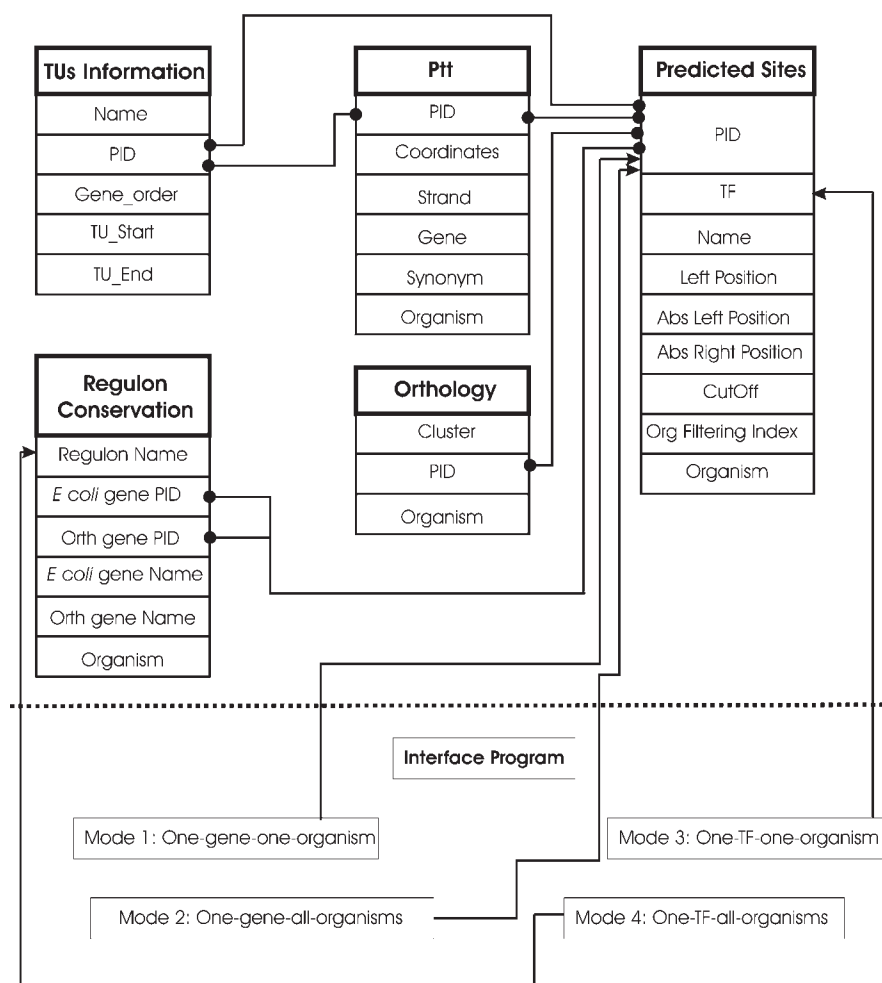 TUs Information
Name
PID
Gene_order
TU_Start
TU_End
Ptt
PID
Coordinates
Strand
Gene
Synonym
Organism
Predicted Sites
PID
TF
Name
Left Position
Abs Left Position
Abs Right Position
CutOff
Org Filtering Index
Organism
Regulon
Conservation
Regulon Name
E coli gene PID
Orth gene PID
E coli gene Name
Orth gene Name
Organism
Orthology
Cluster
PID
Organism
Interface Program
Mode 1: One-gene-one-organism
Mode 3: One-TF-one-organism
Mode 2: One-gene-all-organisms
Mode 4: One-TF-all-organisms